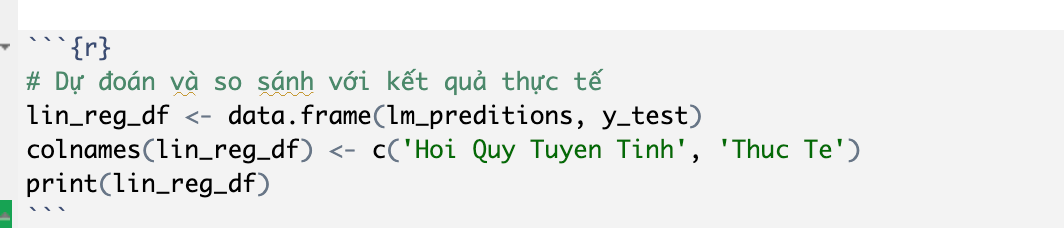 ```{r}
# Dự đoán và so sánh với kết quả thực tế
lin_reg_df <- data.frame(lm_preditions, y_test)
colnames(lin_reg_df) <- c('Hoi Quy Tuyen Tinh', 'Thuc Te')
print(lin_reg_df)
```